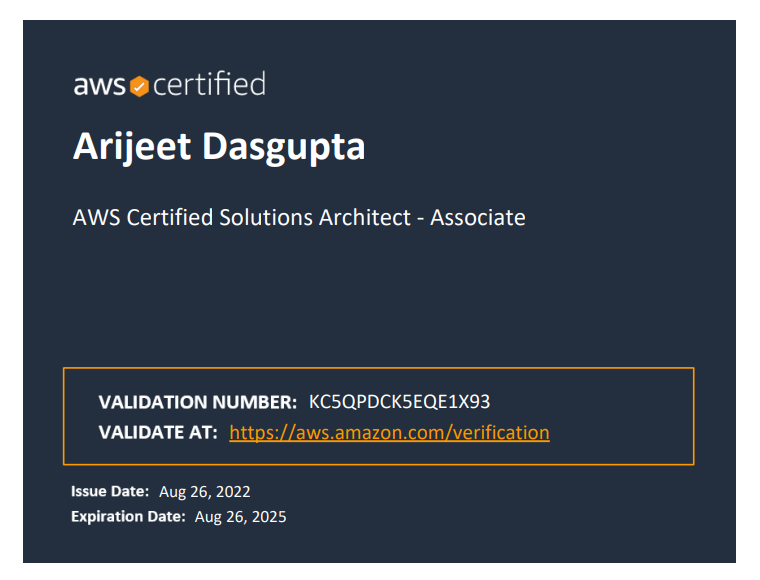 aws certified
Arijeet Dasgupta
AWS Certified Solutions Architect - Associate
VALIDATION NUMBER: KC5QPDCK5EQE1X93
VALIDATE AT: https://aws.amazon.com/verification
Issue Date: Aug 26, 2022
Expiration Date: Aug 26, 2025